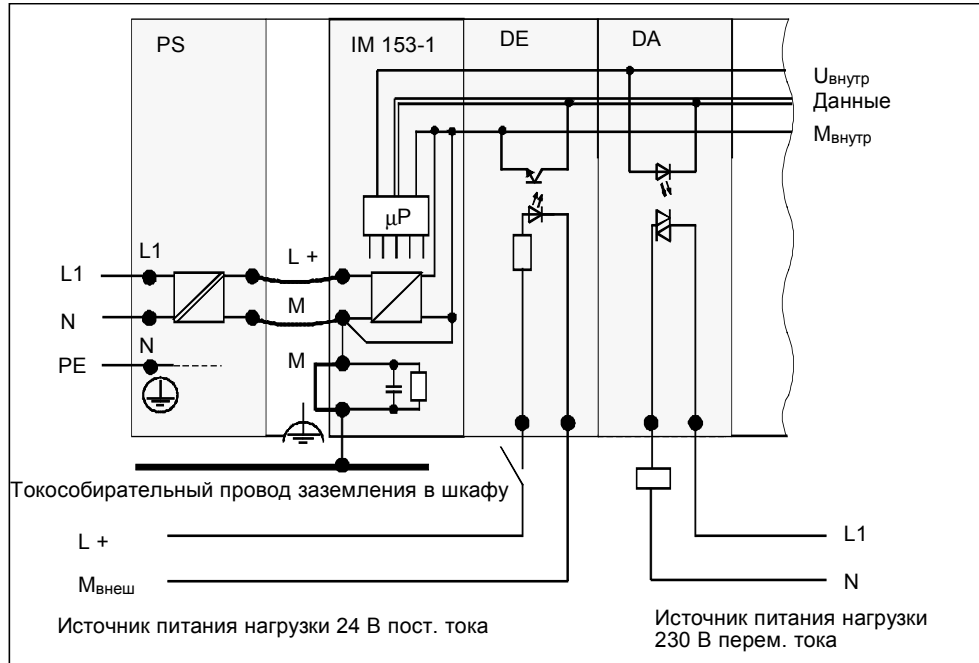 PS
IM 153-1
DE
DA
Uвнутр
Данные
Mвнутр
μP
L1
L +
L1
N
M
N
PE
M
Токособирательный провод заземления в шкафу
L +
L1
Mвнеш
N
Источник питания нагрузки 24 В пост. тока
Источник питания нагрузки
230 В перем. тока